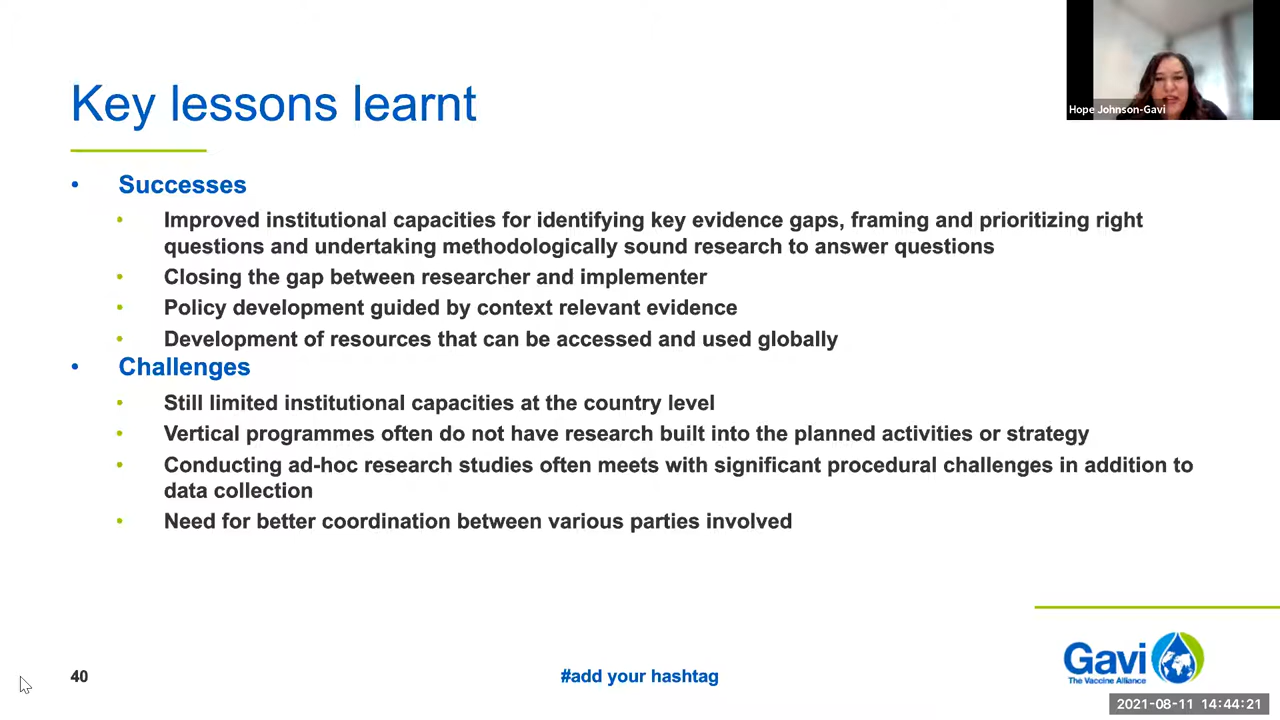 Hope Johnson-Gavi
Key lessons learnt
• Successes
• Improved institutional capacities for identifying key evidence gaps, framing and prioritizing right
questions and undertaking methodologically sound research to answer questions
• Closing the gap between researcher and implementer
• Policy development guided by context relevant evidence
• Development of resources that can be accessed and used globally
• Challenges
• Still limited institutional capacities at the country level
• Vertical programmes often do not have research built into the planned activities or strategy
• Conducting ad-hoc research studies often meets with significant procedural challenges in addition to
data collection
• Need for better coordination between various parties involved
40
#add your hashtag
Gavi
The Vaccine Alliance
2021-08-11 14:44:21